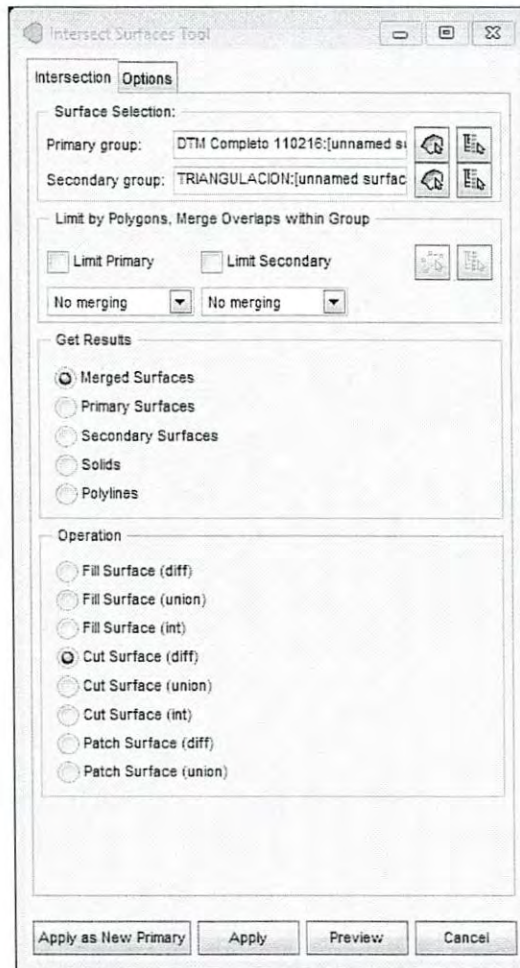 Intersect Surfaces Tool
Intersection Options
Surface Selection:
Primary group: DTM Completo 110216:[unnamed s
Secondary group: TRIANGULACION:[unnamed surfac
Limit by Polygons, Merge Overlaps within Group
Limit Primary Limit Secondary
No merging No merging
Get Results
Merged Surfaces
Primary Surfaces
Secondary Surfaces
Solids
Polylines
Operation
Fill Surface (diff)
Fill Surface (union)
Fill Surface (int)
Cut Surface (diff)
Cut Surface (union)
Cut Surface (int)
Patch Surface (diff)
Patch Surface (union)
Apply as New Primary Apply Preview Cancel